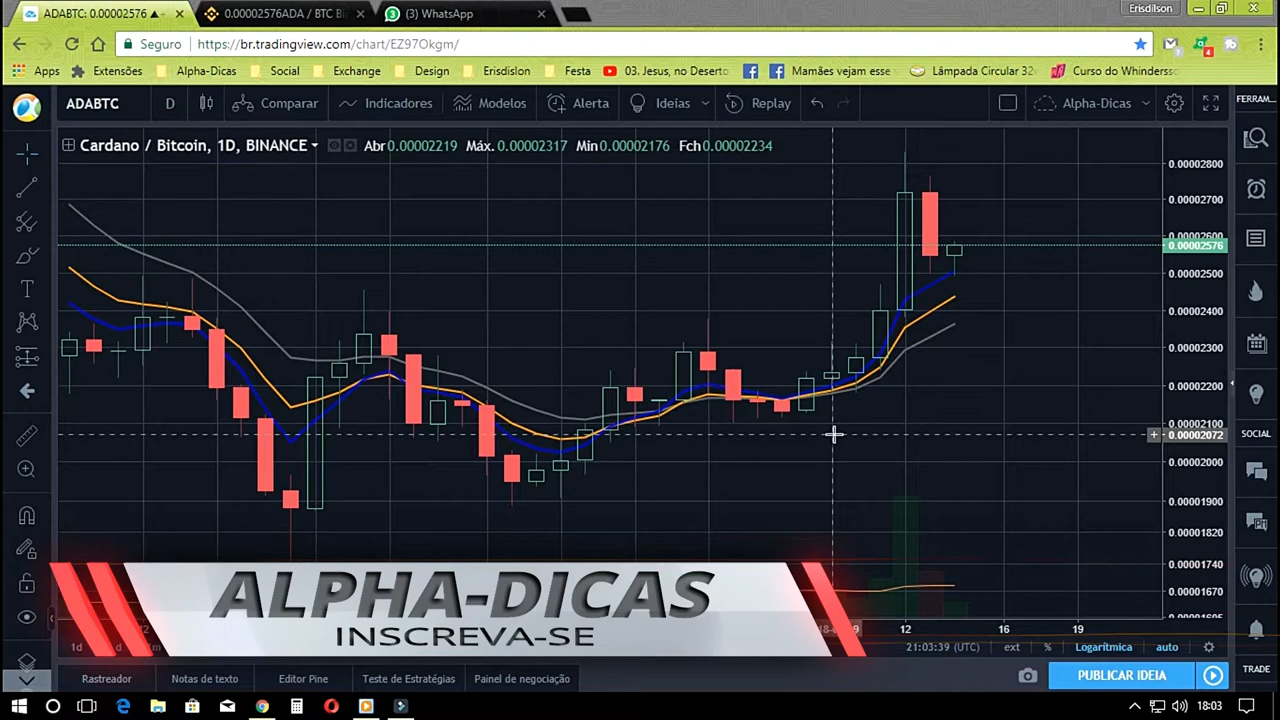 ADABTC: 0.00002576 ▲
0.00002576ADA / BTC Bi
(3) WhatsApp
Erisdilson
Seguro
https://br.tradingview.com/chart/EZ97Okgm/
Apps
Extensões
Alpha-Dicas
Social
Exchange
Design
Erisdislon
Festa
03. Jesus, no Deserto
Mamães vejam esse
Lâmpada Circular 32
Curso do Whinderss
ADABTC
D
Comparar
Indicadores
Modelos
Alerta
Ideias
Replay
Alpha-Dicas
FERRAM...
Cardano / Bitcoin, 1D, BINANCE
Abr 0.00002219 Máx. 0.00002317 Min 0.00002176 Fch 0.00002234
0.00002800
0.00002700
0.00002600
0.00002576
0.00002500
0.00002400
0.00002300
0.00002200
0.00002100
0.00002072
0.00002000
0.00001900
0.00001820
0.00001740
0.00001670
SOCIAL
TRADE
ALPHA-DICAS
INSCREVA-SE
12
16
19
1d
21:03:39 (UTC)
ext
%
Logarítmica
auto
Rastreador
Notas de texto
Editor Pine
Teste de Estratégias
Painel de negociação
PUBLICAR IDEIA
18:03